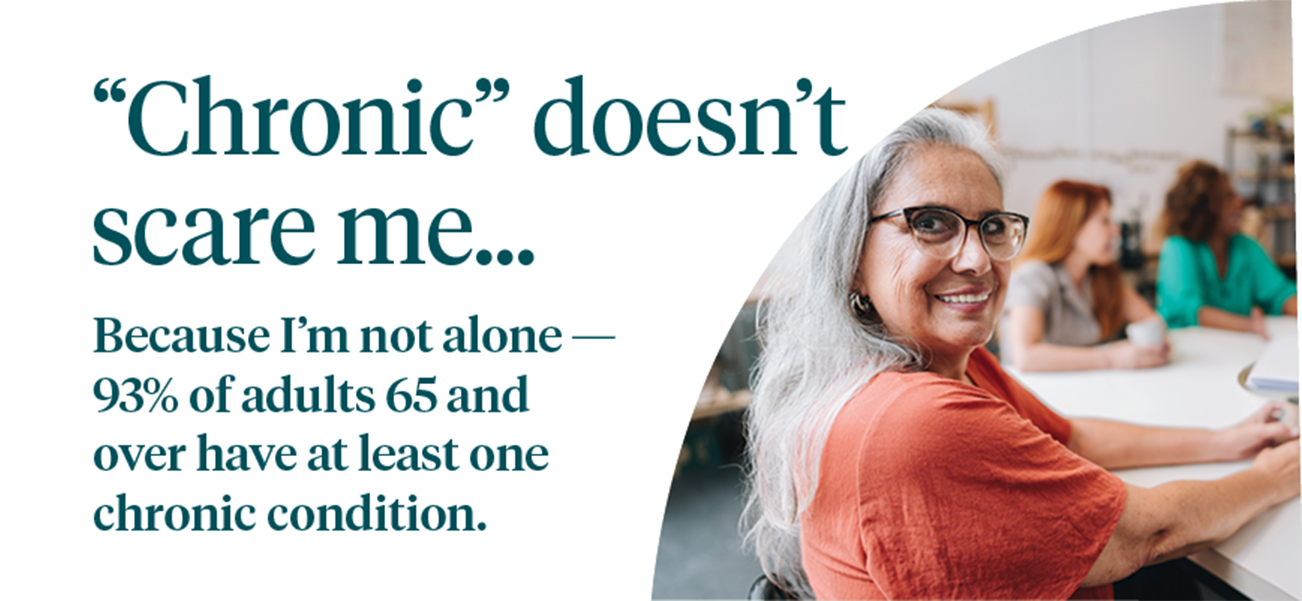 “Chronic” doesn’t
scare me...
Because I’m not alone —
93% of adults 65 and
over have at least one
chronic condition.